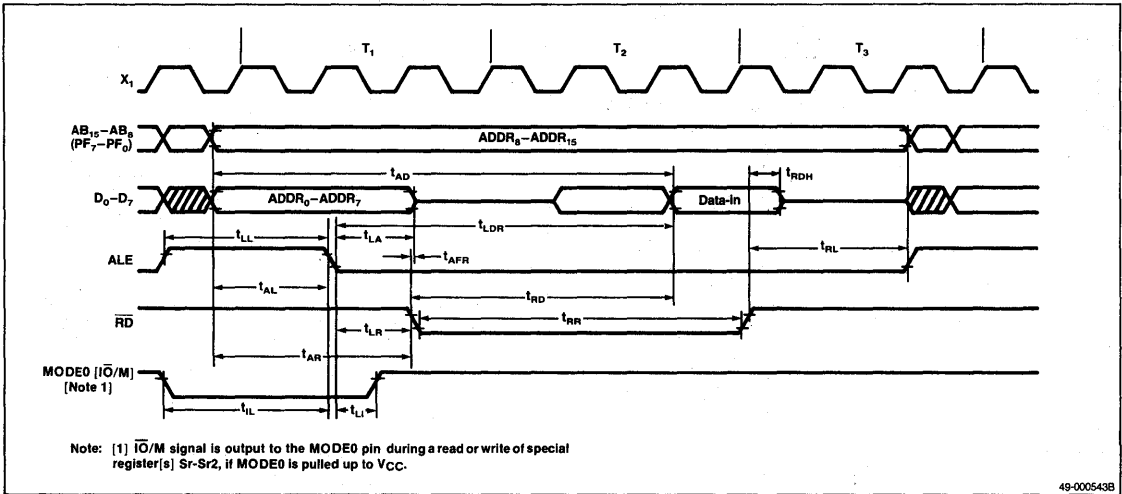 T1 T2 T3
X1
AB15–AB8
(PF7–PF0)
ADDR8–ADDR15
tAD
tRDH
D0–D7
ADDR0–ADDR7
Data-in
tLDR
tLL
tLA
tRL
ALE
tAFR
tAL
tRD
RD
tRR
tLR
tAR
MODE0 [IO/M]
[Note 1]
tIL
tLI
Note: [1] IO/M signal is output to the MODE0 pin during a read or write of special
register[s] Sr-Sr2, if MODE0 is pulled up to VCC.
49-000543B